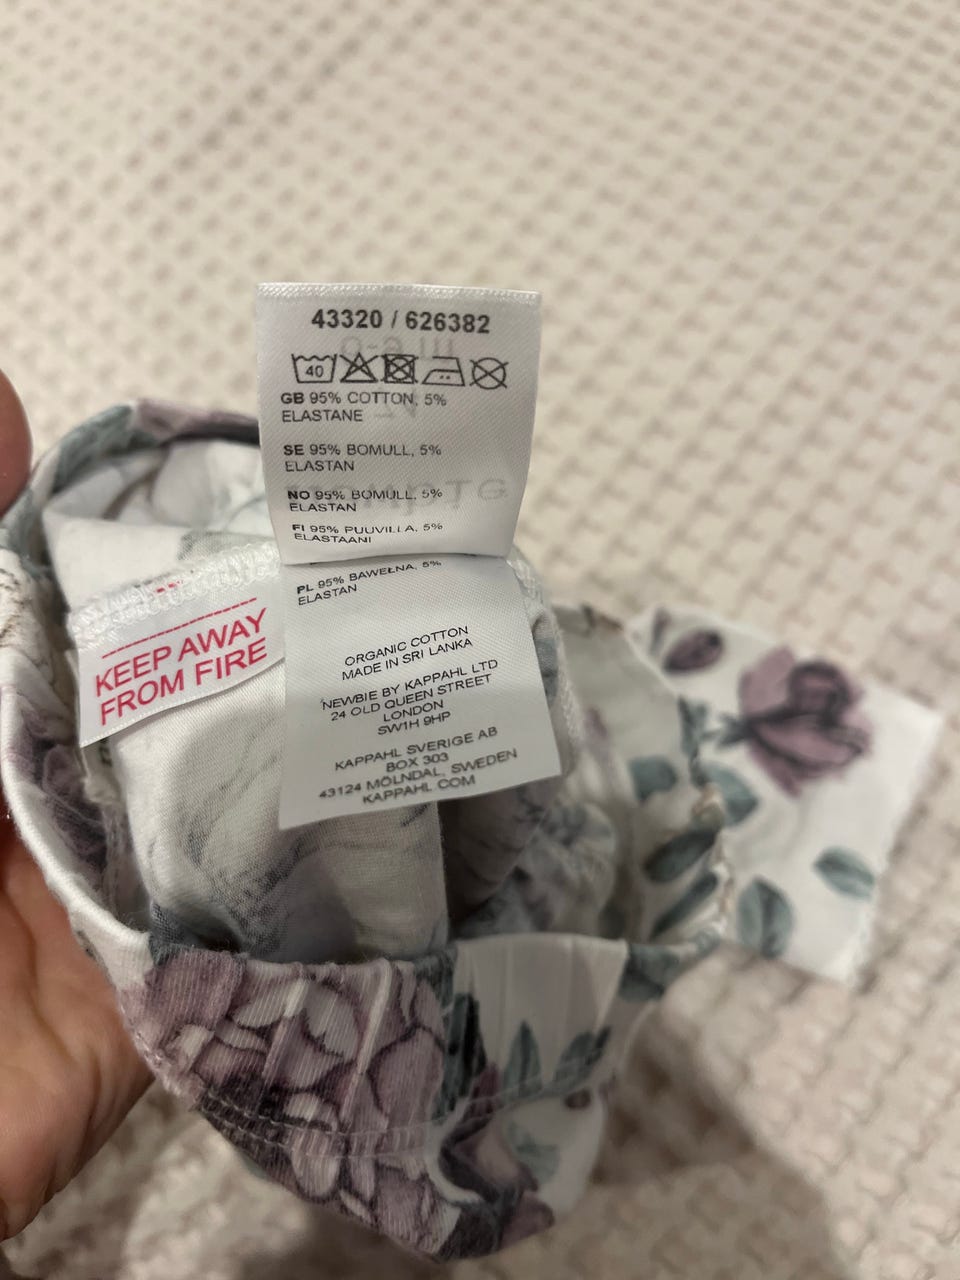 43320 / 626382
40
GB 95% COTTON, 5%
ELASTANE
SE 95% BOMULL, 5%
ELASTAN
NO 95% BOMULL, 5%
ELASTAN
FI 95% PUUVILLA, 5%
ELASTAANI
PL 95% BAWEŁNA, 5%
ELASTAN
ORGANIC COTTON
MADE IN SRI LANKA
NEWBIE BY KAPPAHL LTD
24 OLD QUEEN STREET
LONDON
SW1H 9HP
KAPPAHL SVERIGE AB
BOX 303
43124 MÖLNDAL, SWEDEN
KAPPAHL.COM
KEEP AWAY
FROM FIRE